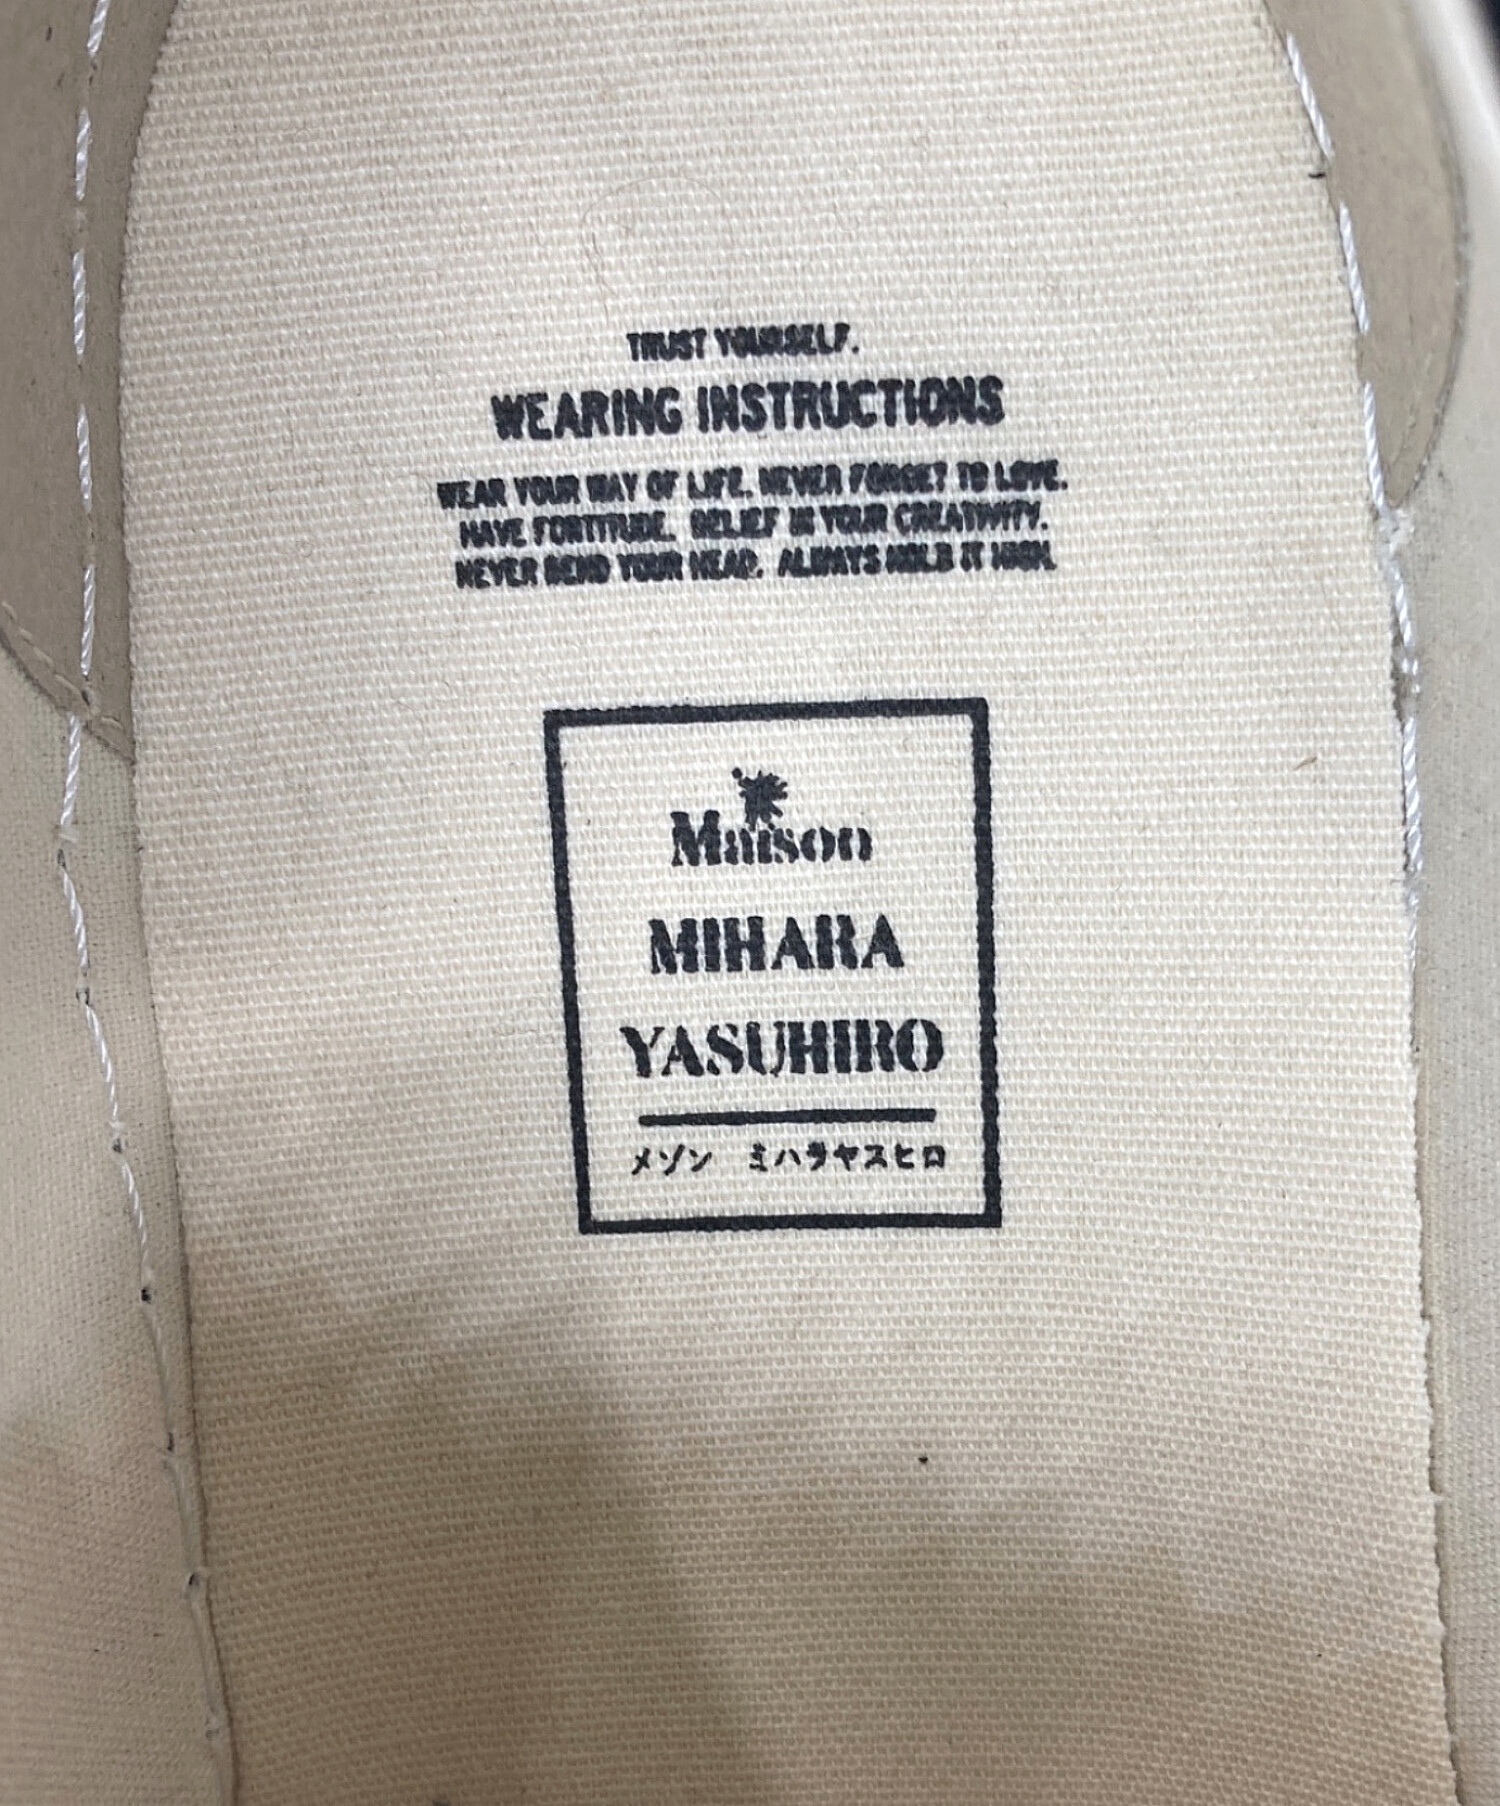 TRUST YOURSELF.
WEARING INSTRUCTIONS
WEAR YOUR WAY OF LIFE. NEVER FORGET TO LOVE.
HAVE FORTITUDE. BELIEF IN YOUR CREATIVITY.
NEVER BEND YOUR HEAD. ALWAYS HOLD IT HIGH.
Maison
MIHARA
YASUHIRO
メゾン ミハラヤスヒロ